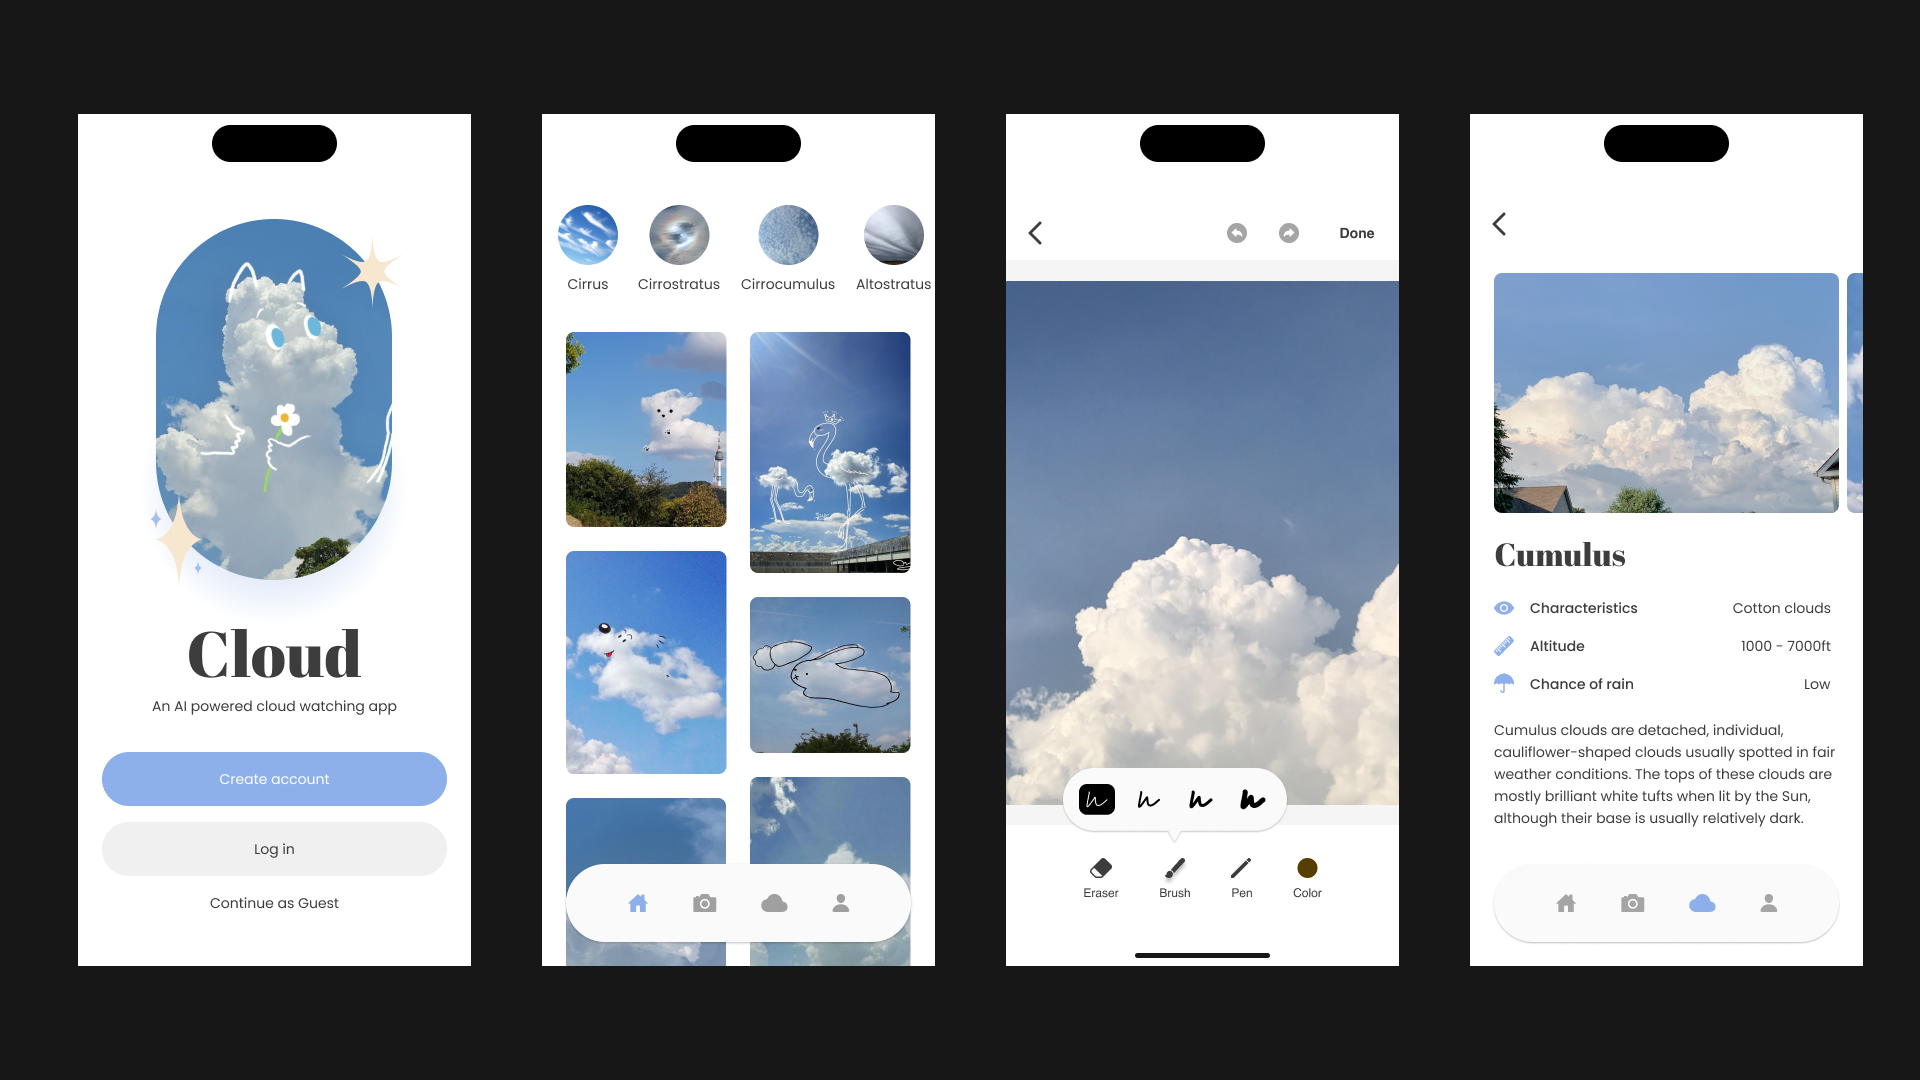 Cloud
An AI powered cloud watching app
Create account
Log in
Continue as Guest
Cirrus
Cirrostratus
Cirrocumulus
Altostratus
Done
Eraser
Brush
Pen
Color
Cumulus
Characteristics Cotton clouds
Altitude 1000 - 7000ft
Chance of rain Low
Cumulus clouds are detached, individual,
cauliflower-shaped clouds usually spotted in fair
weather conditions. The tops of these clouds are
mostly brilliant white tufts when lit by the Sun,
although their base is usually relatively dark.